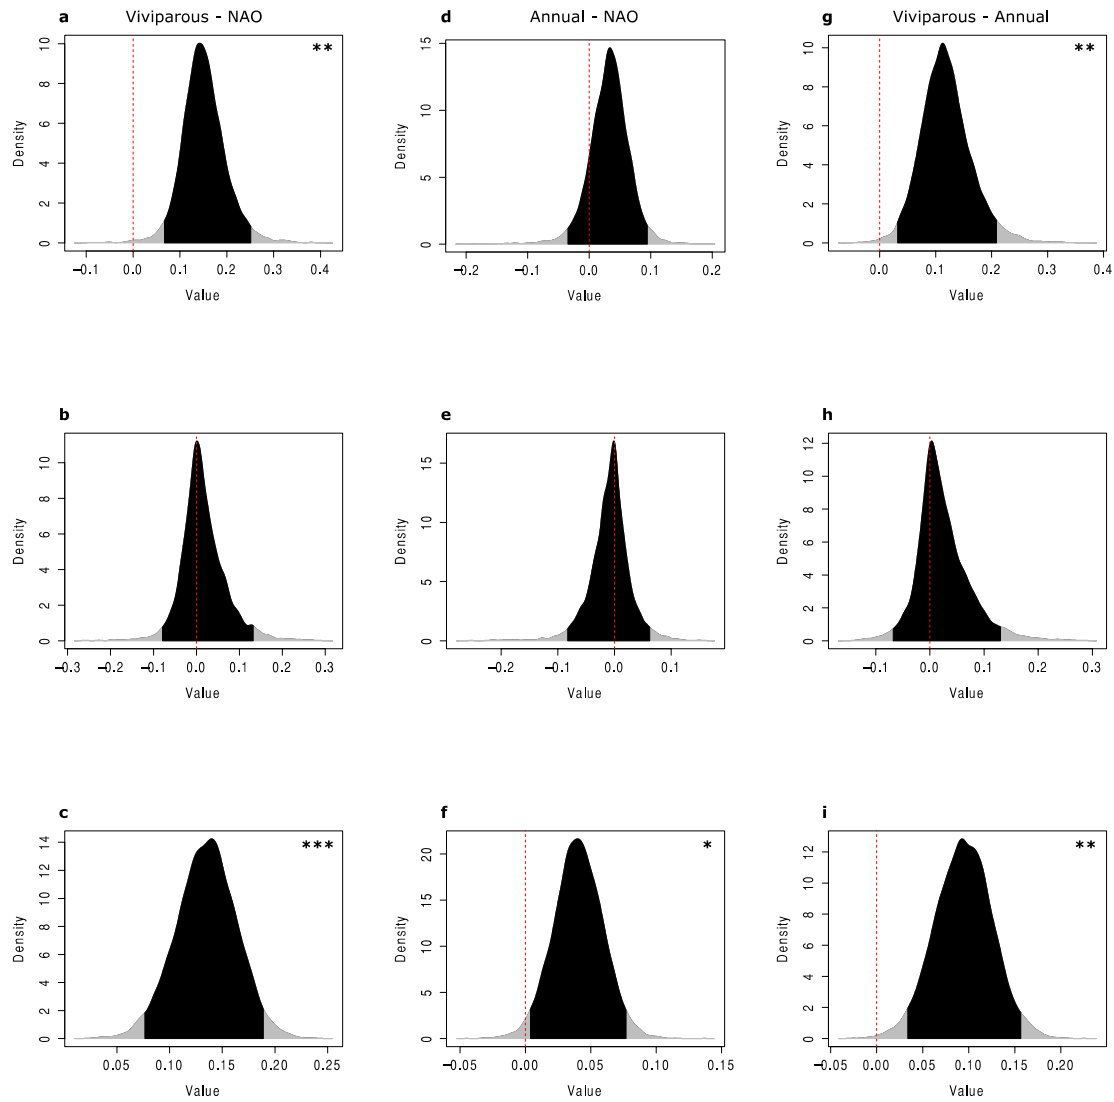 a Viviparous - NAO
**
Density
0 2 4 6 8 10
−0.1 0.0 0.1 0.2 0.3 0.4
Value
d Annual - NAO
Density
0 5 10 15
−0.2 −0.1 0.0 0.1 0.2
Value
g Viviparous - Annual
**
Density
0 2 4 6 8 10
0.0 0.1 0.2 0.3 0.4
Value
b
Density
0 2 4 6 8 10
−0.3 −0.2 −0.1 0.0 0.1 0.2 0.3
Value
e
Density
0 5 10 15
−0.2 −0.1 0.0 0.1
Value
h
Density
0 2 4 6 8 10 12
−0.1 0.0 0.1 0.2 0.3
Value
c
***
Density
0 2 4 6 8 10 12 14
0.05 0.10 0.15 0.20 0.25
Value
f
*
Density
0 5 10 15 20
−0.05 0.00 0.05 0.10 0.15
Value
i
**
Density
0 2 4 6 8 10 12
−0.05 0.00 0.05 0.10 0.15 0.20
Value